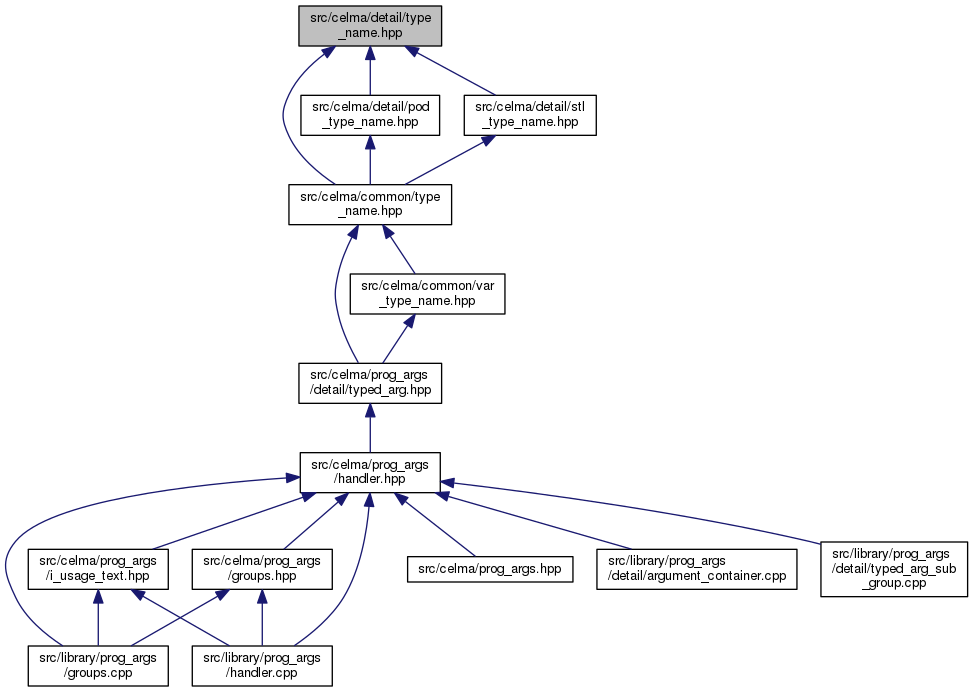 src/celma/detail/type
_name.hpp
src/celma/detail/pod
_type_name.hpp
src/celma/detail/stl
_type_name.hpp
src/celma/common/type
_name.hpp
src/celma/common/var
_type_name.hpp
src/celma/prog_args
/detail/typed_arg.hpp
src/celma/prog_args
/handler.hpp
src/celma/prog_args
/i_usage_text.hpp
src/celma/prog_args
/groups.hpp
src/celma/prog_args.hpp
src/library/prog_args
/detail/argument_container.cpp
src/library/prog_args
/detail/typed_arg_sub
_group.cpp
src/library/prog_args
/groups.cpp
src/library/prog_args
/handler.cpp